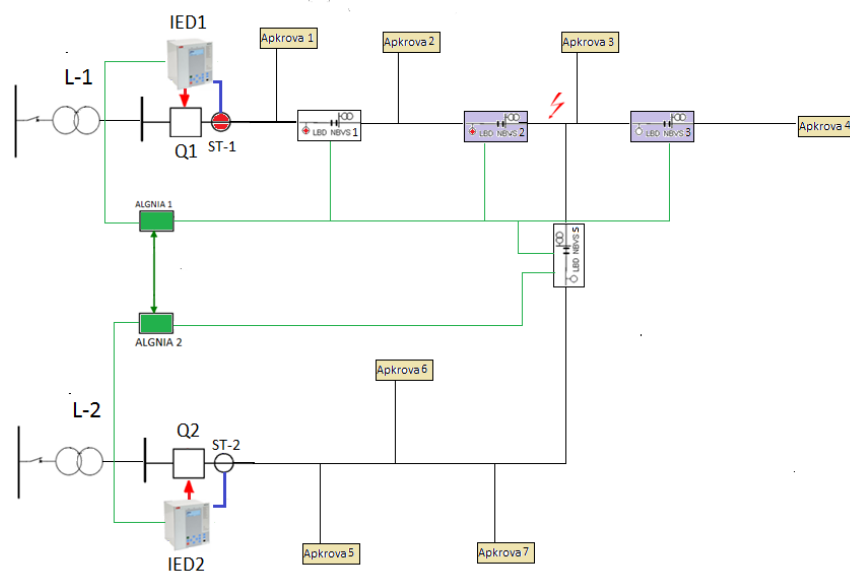 IED1
Apkrova 1
Apkrova 2
Apkrova 3
L-1
Q1
ST-1
LBD NBVS 1
LBD NBVS 2
LBD NBVS 3
Apkrova 4
ALGNIA 1
LBD NBVS 5
ALGNIA 2
Apkrova 6
L-2
Q2
ST-2
IED2
Apkrova 5
Apkrova 7